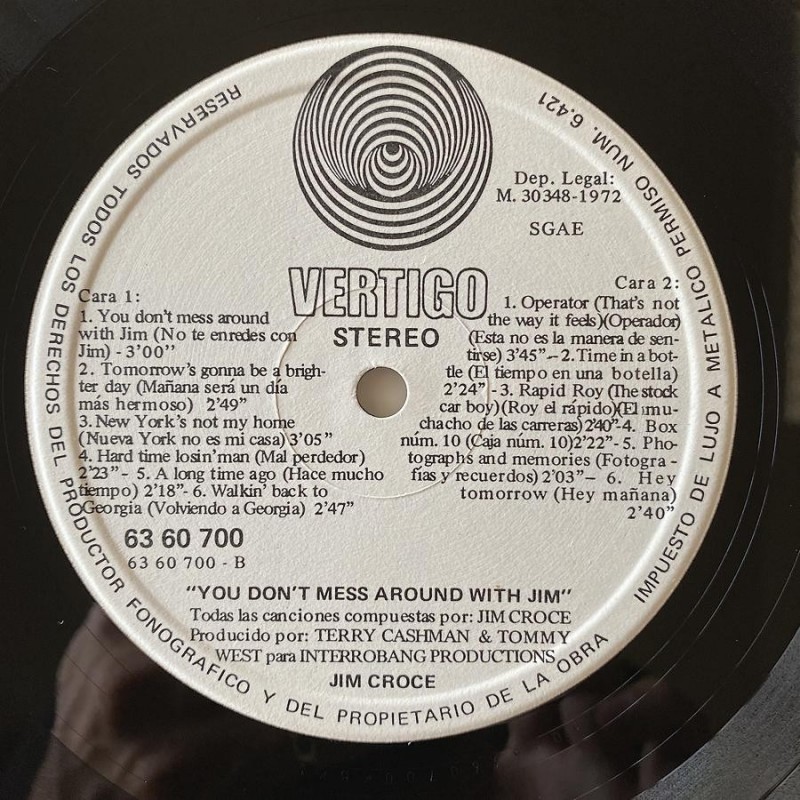 RESERVADOS TODOS LOS DERECHOS DEL PRODUCTOR FONOGRAFICO Y DEL PROPIETARIO DE LA OBRA
IMPUESTO DE LUJO A METALICO PERMISO NUM. 6.421
Dep. Legal:
M. 30348-1972
SGAE
VERTIGO
STEREO
Cara 1:
1. You don't mess around
with Jim (No te enredes con
Jim) - 3'00"
2. Tomorrow's gonna be a brigh-
ter day (Mañana será un día
más hermoso) 2'49"
3. New York's not my home
(Nueva York no es mi casa) 3'05"
4. Hard time losin'man (Mal perdedor)
2'23"- 5. A long time ago (Hace mucho
tiempo) 2'18"- 6. Walkin' back to
Georgia (Volviendo a Georgia) 2'47"
Cara 2:
1. Operator (That's not
the way it feels)(Operador)
(Esta no es la manera de sen-
tirse) 3'45"- 2. Time in a bot-
tle (El tiempo en una botella)
2'24" - 3. Rapid Roy (The stock
car boy)(Roy el rápido)(El mu-
chacho de las carreras) 2'40"-4. Box
núm. 10 (Caja núm. 10)2'22"- 5. Pho-
tographs and memories (Fotogra-
fías y recuerdos) 2'03"- 6. Hey
tomorrow (Hey mañana)
2'40"
63 60 700
63 60 700 - B
"YOU DON'T MESS AROUND WITH JIM"
Todas las canciones compuestas por: JIM CROCE
Producido por: TERRY CASHMAN & TOMMY
WEST para INTERROBANG PRODUCTIONS
JIM CROCE